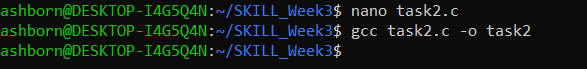 ashborn@DESKTOP-I4G5Q4N:~/SKILL_Week3$ nano task2.c
ashborn@DESKTOP-I4G5Q4N:~/SKILL_Week3$ gcc task2.c -o task2
ashborn@DESKTOP-I4G5Q4N:~/SKILL_Week3$